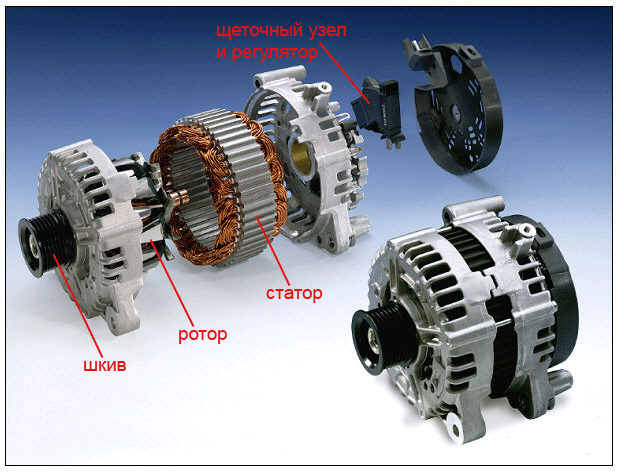 щеточный узел
и регулятор
статор
ротор
шкив